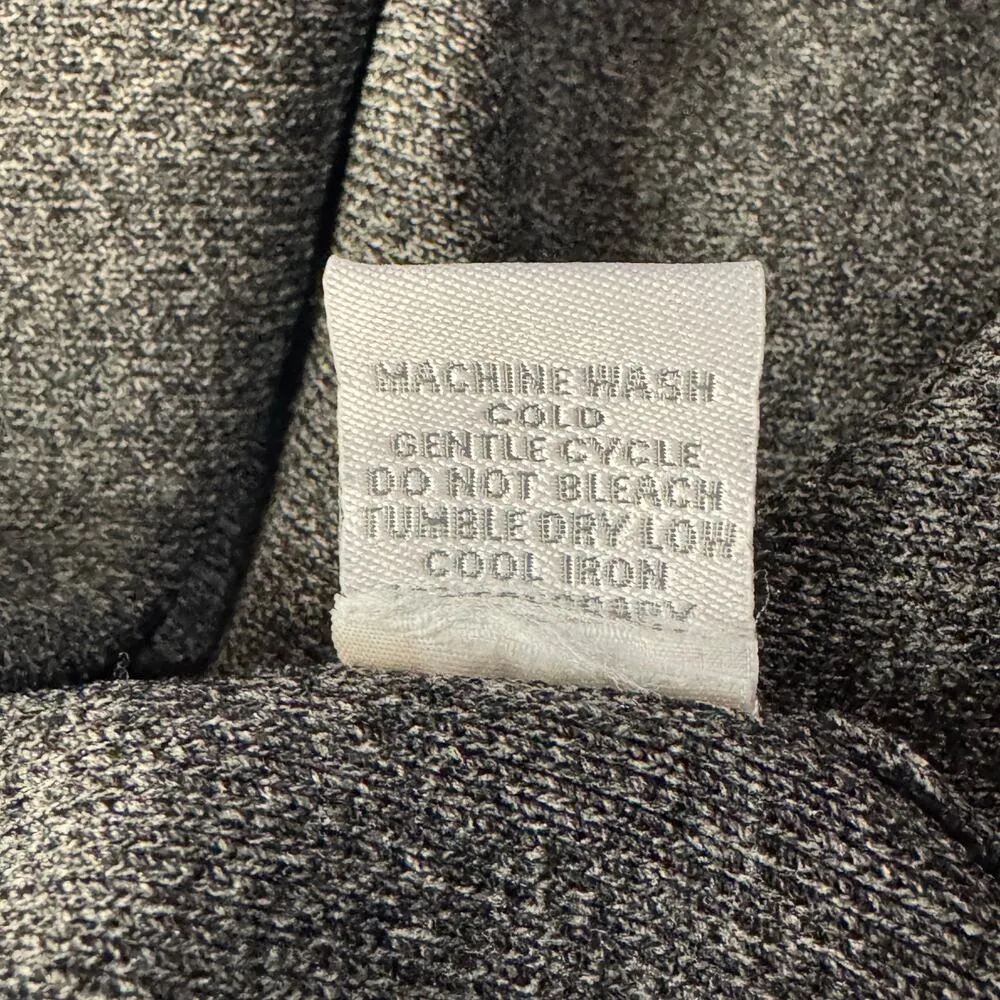 MACHINE WASH
COLD
GENTLE CYCLE
DO NOT BLEACH
TUMBLE DRY LOW
COOL IRON